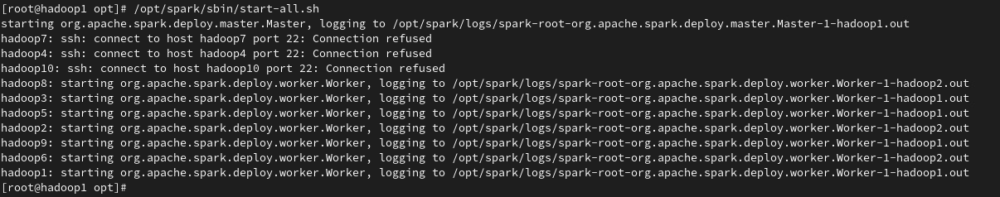 [root@hadoop1 opt]# /opt/spark/sbin/start-all.sh
starting org.apache.spark.deploy.master.Master, logging to /opt/spark/logs/spark-root-org.apache.spark.deploy.master.Master-1-hadoop1.out
hadoop7: ssh: connect to host hadoop7 port 22: Connection refused
hadoop4: ssh: connect to host hadoop4 port 22: Connection refused
hadoop10: ssh: connect to host hadoop10 port 22: Connection refused
hadoop8: starting org.apache.spark.deploy.worker.Worker, logging to /opt/spark/logs/spark-root-org.apache.spark.deploy.worker.Worker-1-hadoop2.out
hadoop3: starting org.apache.spark.deploy.worker.Worker, logging to /opt/spark/logs/spark-root-org.apache.spark.deploy.worker.Worker-1-hadoop1.out
hadoop5: starting org.apache.spark.deploy.worker.Worker, logging to /opt/spark/logs/spark-root-org.apache.spark.deploy.worker.Worker-1-hadoop1.out
hadoop2: starting org.apache.spark.deploy.worker.Worker, logging to /opt/spark/logs/spark-root-org.apache.spark.deploy.worker.Worker-1-hadoop2.out
hadoop9: starting org.apache.spark.deploy.worker.Worker, logging to /opt/spark/logs/spark-root-org.apache.spark.deploy.worker.Worker-1-hadoop1.out
hadoop6: starting org.apache.spark.deploy.worker.Worker, logging to /opt/spark/logs/spark-root-org.apache.spark.deploy.worker.Worker-1-hadoop2.out
hadoop1: starting org.apache.spark.deploy.worker.Worker, logging to /opt/spark/logs/spark-root-org.apache.spark.deploy.worker.Worker-1-hadoop1.out
[root@hadoop1 opt]#